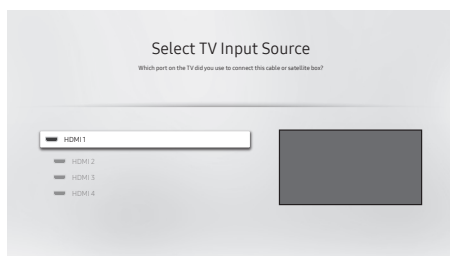 Select TV Input Source
Which port on the TV did you use to connect this cable or satellite box?
HDMI 1
HDMI 2
HDMI 3
HDMI 4